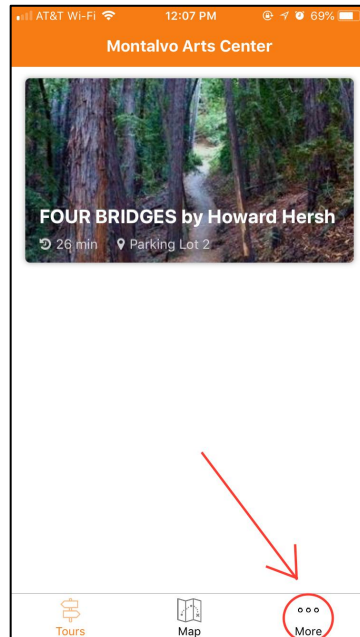 AT&T Wi-Fi 12:07 PM 69%
Montalvo Arts Center
FOUR BRIDGES by Howard Hersh
26 min Parking Lot 2
Tours Map More